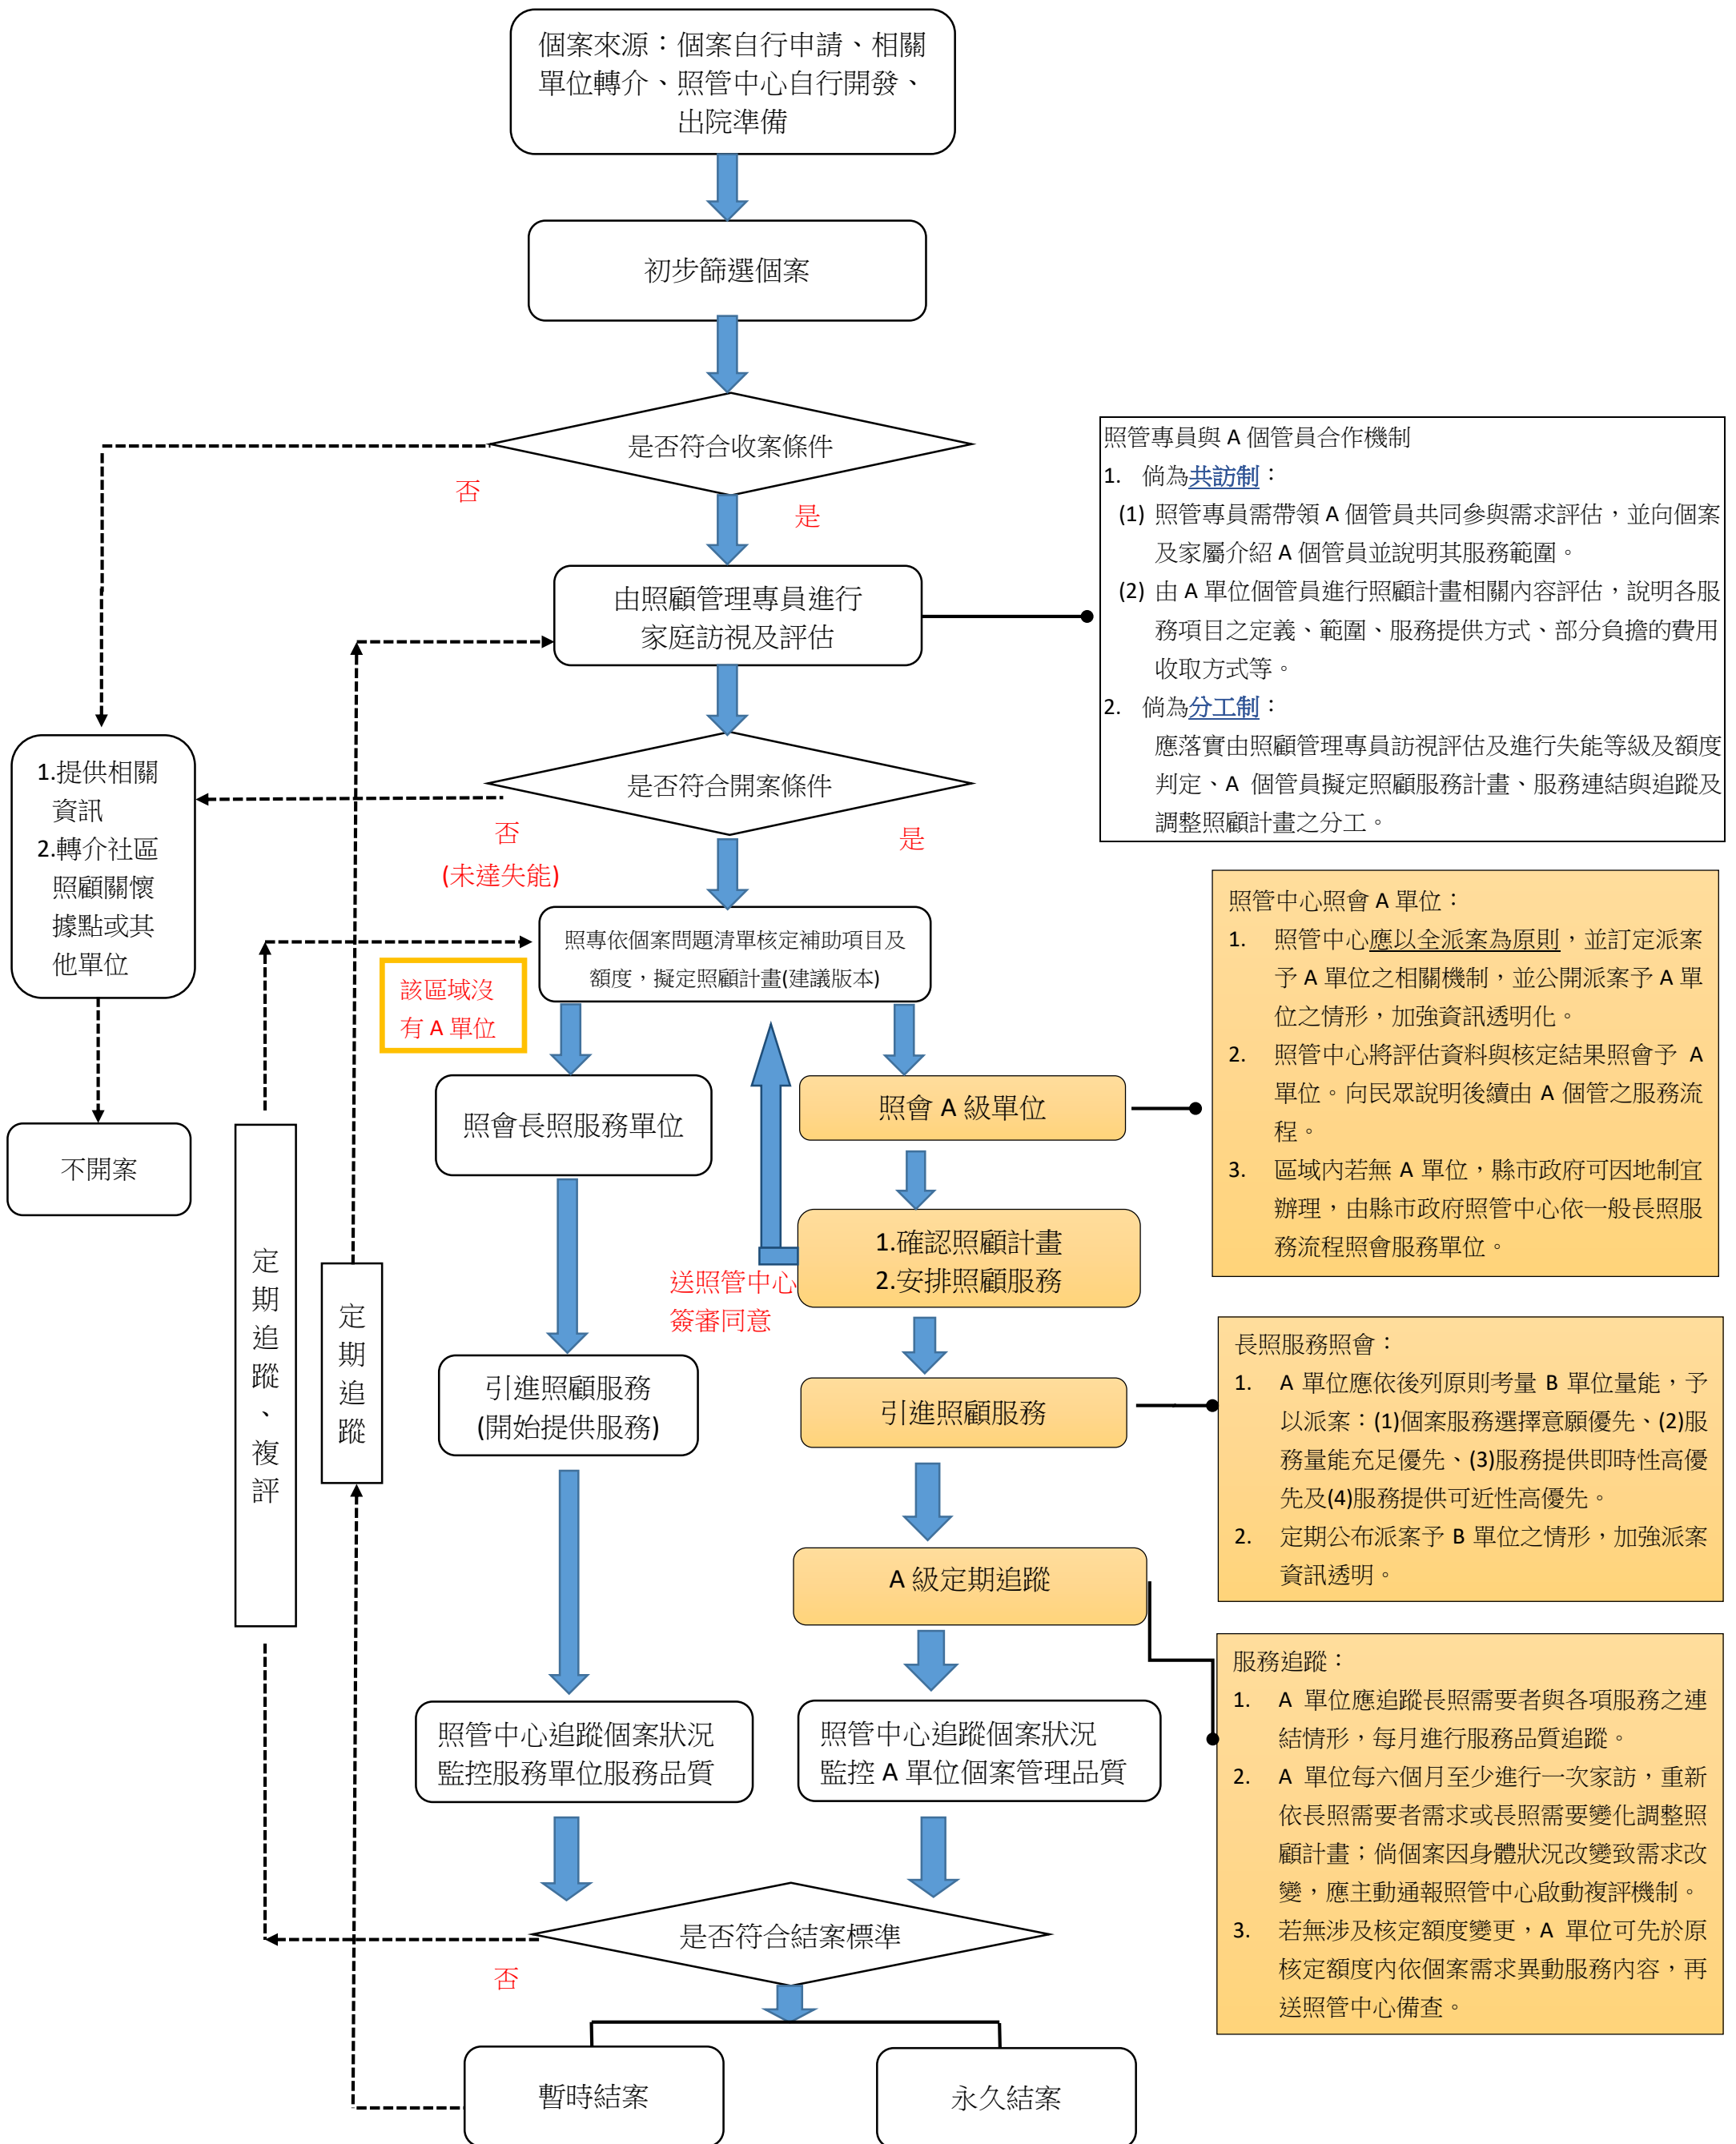 個案來源：個案自行申請、相關
單位轉介、照管中心自行開發、
出院準備
初步篩選個案
是否符合收案條件
否
是
由照顧管理專員進行
家庭訪視及評估
照管專員與 A 個管員合作機制
1. 倘為共訪制：
(1) 照管專員需帶領 A 個管員共同參與需求評估，並向個案
及家屬介紹 A 個管員並說明其服務範圍。
(2) 由 A 單位個管員進行照顧計畫相關內容評估，說明各服
務項目之定義、範圍、服務提供方式、部分負擔的費用
收取方式等。
2. 倘為分工制：
應落實由照顧管理專員訪視評估及進行失能等級及額度
判定、A 個管員擬定照顧服務計畫、服務連結與追蹤及
調整照顧計畫之分工。
是否符合開案條件
否
(未達失能)
是
1.提供相關
資訊
2.轉介社區
照顧關懷
據點或其
他單位
不開案
照專依個案問題清單核定補助項目及
額度，擬定照顧計畫(建議版本)
該區域沒
有 A 單位
照會長照服務單位
照會 A 級單位
照管中心照會 A 單位：
1. 照管中心應以全派案為原則，並訂定派案
予 A 單位之相關機制，並公開派案予 A 單
位之情形，加強資訊透明化。
2. 照管中心將評估資料與核定結果照會予 A
單位。向民眾說明後續由 A 個管之服務流
程。
3. 區域內若無 A 單位，縣市政府可因地制宜
辦理，由縣市政府照管中心依一般長照服
務流程照會服務單位。
1.確認照顧計畫
2.安排照顧服務
送照管中心
簽審同意
定期追蹤、複評
定期追蹤
引進照顧服務
(開始提供服務)
引進照顧服務
長照服務照會：
1. A 單位應依後列原則考量 B 單位量能，予
以派案：(1)個案服務選擇意願優先、(2)服
務量能充足優先、(3)服務提供即時性高優
先及(4)服務提供可近性高優先。
2. 定期公布派案予 B 單位之情形，加強派案
資訊透明。
A 級定期追蹤
服務追蹤：
1. A 單位應追蹤長照需要者與各項服務之連
結情形，每月進行服務品質追蹤。
2. A 單位每六個月至少進行一次家訪，重新
依長照需要者需求或長照需要變化調整照
顧計畫；倘個案因身體狀況改變致需求改
變，應主動通報照管中心啟動複評機制。
3. 若無涉及核定額度變更，A 單位可先於原
核定額度內依個案需求異動服務內容，再
送照管中心備查。
照管中心追蹤個案狀況
監控服務單位服務品質
照管中心追蹤個案狀況
監控 A 單位個案管理品質
是否符合結案標準
否
暫時結案
永久結案